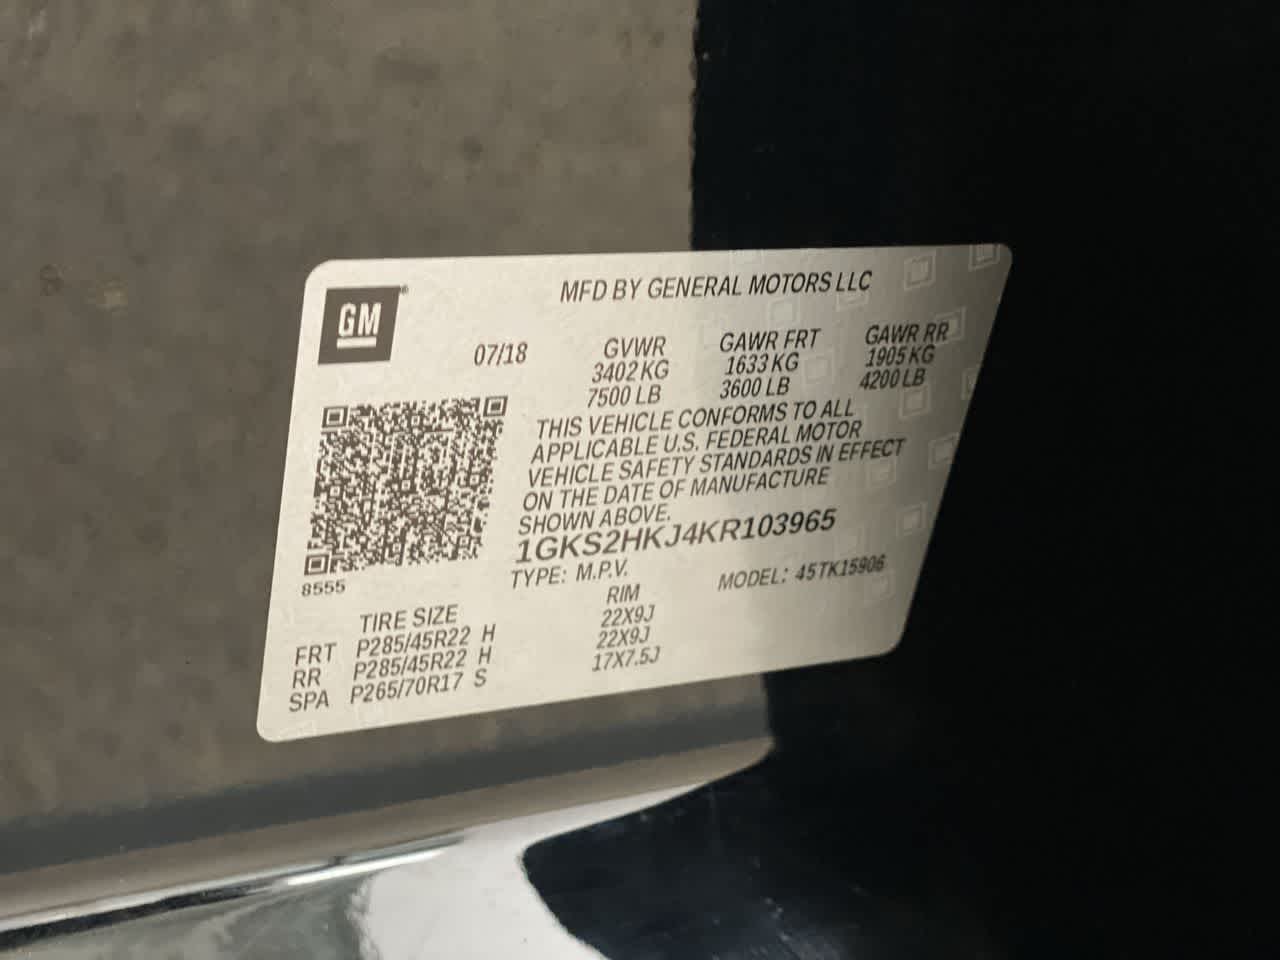 GM
MFD BY GENERAL MOTORS LLC
07/18
GVWR GAWR FRT GAWR RR
3402 KG 1633 KG 1905 KG
7500 LB 3600 LB 4200 LB
THIS VEHICLE CONFORMS TO ALL
APPLICABLE U.S. FEDERAL MOTOR
VEHICLE SAFETY STANDARDS IN EFFECT
ON THE DATE OF MANUFACTURE
SHOWN ABOVE.
1GKS2HKJ4KR103965
8555
TYPE: M.P.V. MODEL: 45TK15906
TIRE SIZE RIM
FRT P285/45R22 H 22X9J
RR P285/45R22 H 22X9J
SPA P265/70R17 S 17X7.5J